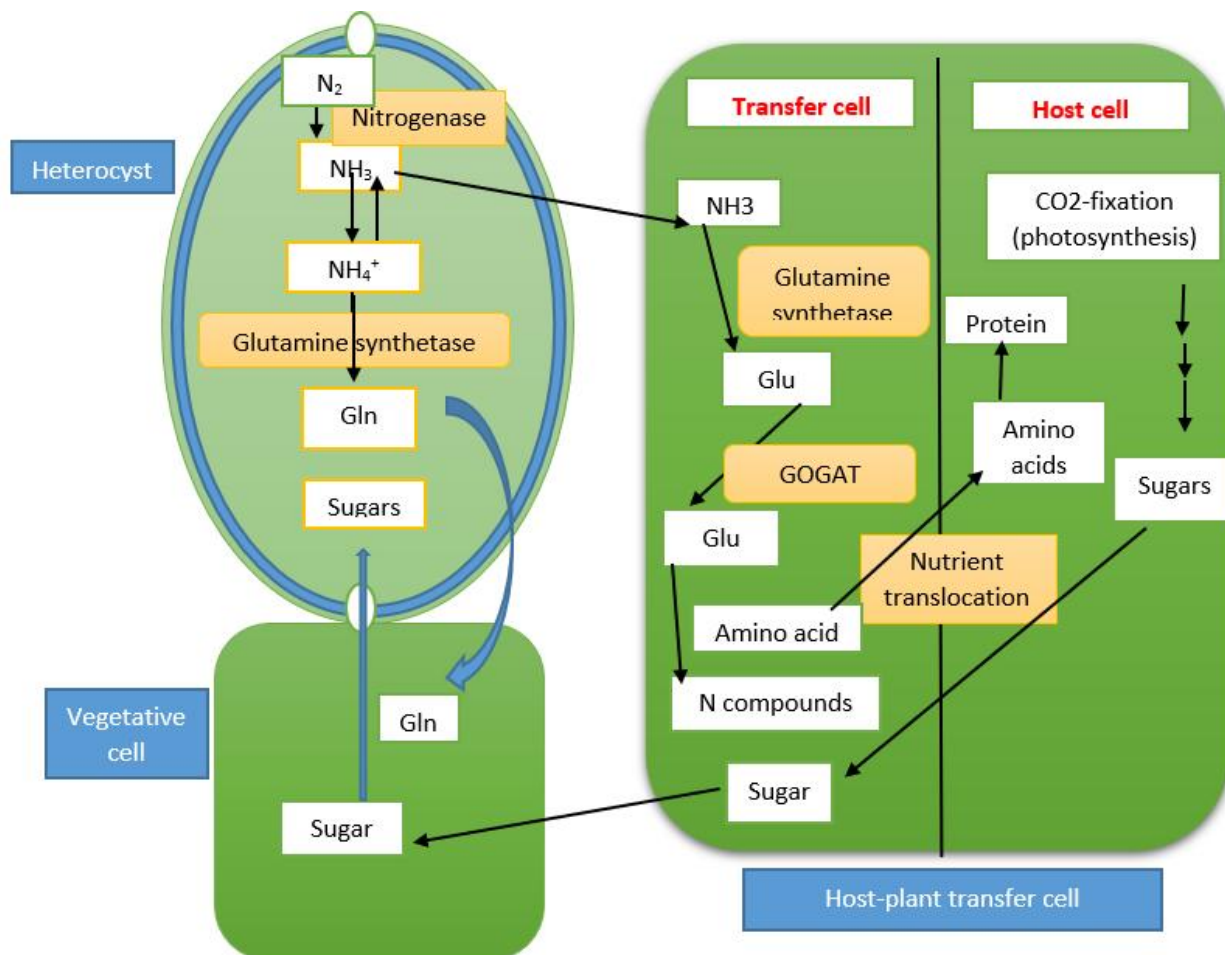 N₂
Nitrogenase
Heterocyst
NH₃
NH₄⁺
Glutamine synthetase
Gln
Sugars
Vegetative
cell
Gln
Sugar
Transfer cell
Host cell
NH3
CO2-fixation
(photosynthesis)
Glutamine
synthetase
Protein
Glu
Amino
acids
GOGAT
Sugars
Glu
Nutrient
translocation
Amino acid
N compounds
Sugar
Host-plant transfer cell